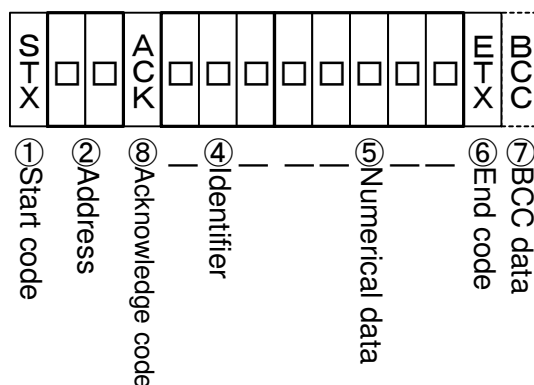 STX □ □ ACK □ □ □ □ □ □ □ □ ETX BCC
①Start code
②Address
⑧Acknowledge code
④Identifier
⑤Numerical data
⑥End code
⑦BCC data